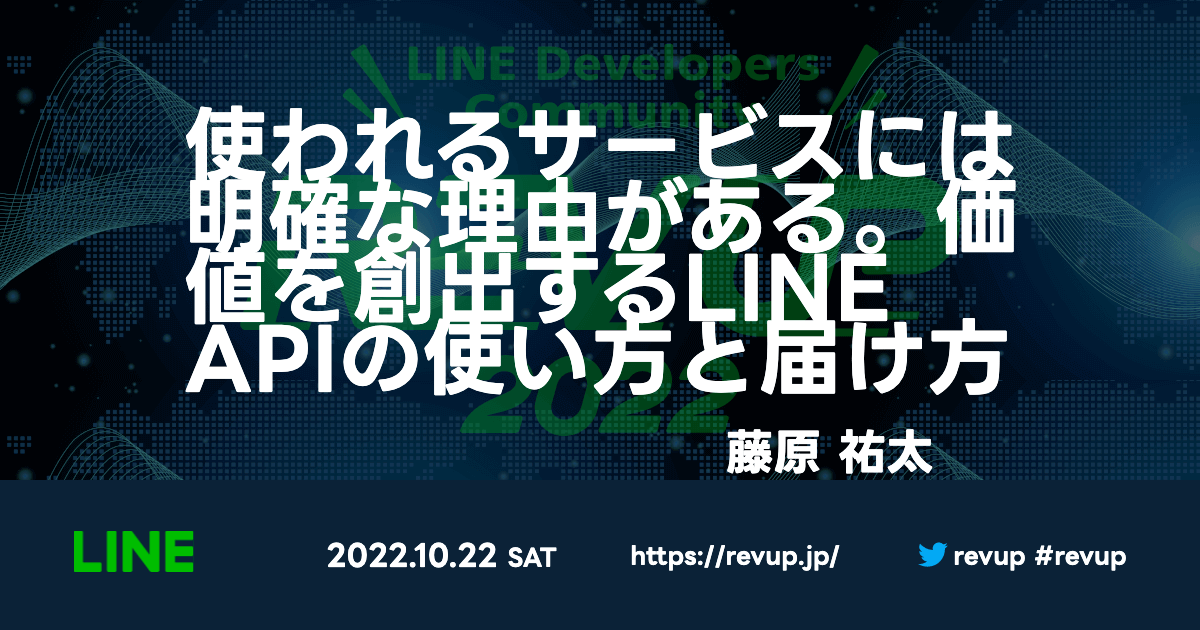 LINE Developers
Community
使われるサービスには
明確な理由がある。 価
値を創出するLINE
APIの使い方と届け方
2022
藤原 祐太
LINE
2022.10.22 SAT
https://revup.jp/
revup #revup